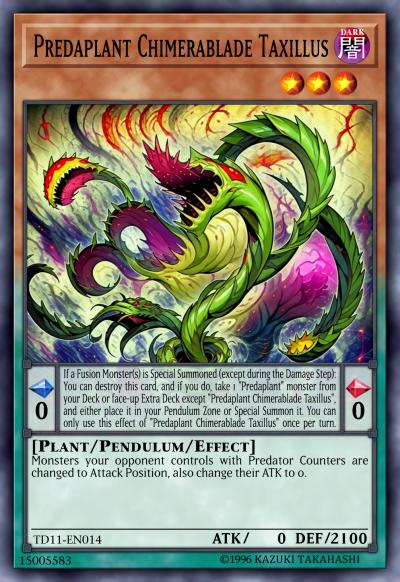 Predaplant Chimerablade Taxillus
DARK
闇
If a Fusion Monster(s) is Special Summoned (except during the Damage Step):
You can destroy this card, and if you do, take 1 "Predaplant" monster from
your Deck or face-up Extra Deck except "Predaplant Chimerablade Taxillus",
and either place it in your Pendulum Zone or Special Summon it. You can
only use this effect of "Predaplant Chimerablade Taxillus" once per turn.
0
0
[Plant/Pendulum/Effect]
Monsters your opponent controls with Predator Counters are
changed to Attack Position, also change their ATK to 0.
TD11-EN014
ATK/ 0 DEF/2100
15005583
©1996 KAZUKI TAKAHASHI